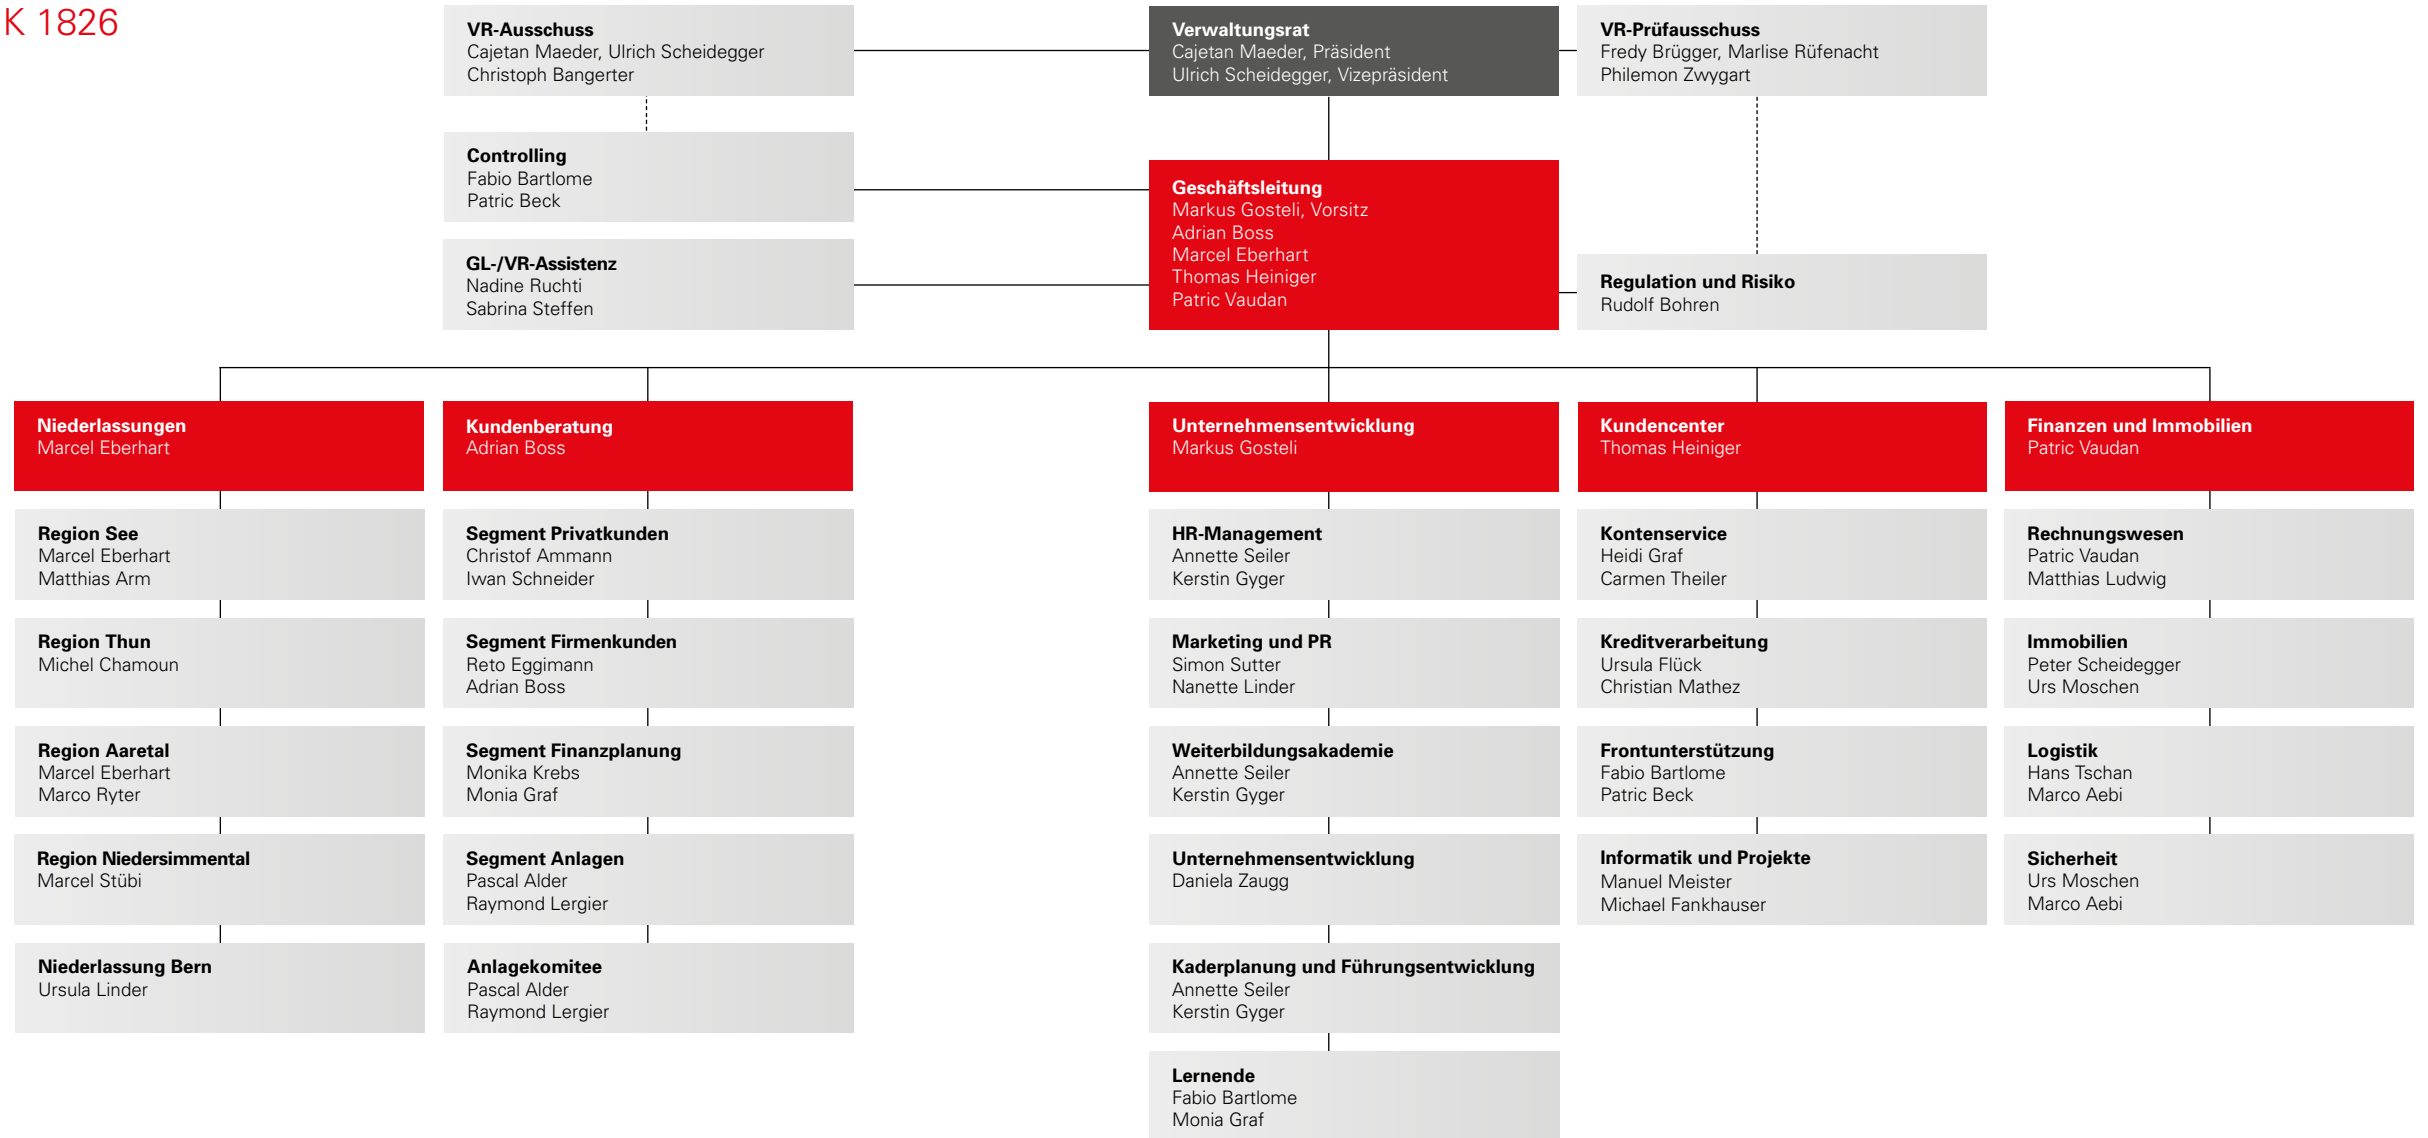 K 1826
VR-Ausschuss
Cajetan Maeder, Ulrich Scheidegger
Christoph Bangerter
Verwaltungsrat
Cajetan Maeder, Präsident
Ulrich Scheidegger, Vizepräsident
VR-Prüfausschuss
Fredy Brügger, Marlise Rüfenacht
Philemon Zwygart
Controlling
Fabio Bartlome
Patric Beck
Geschäftsleitung
Markus Gosteli, Vorsitz
Adrian Boss
Marcel Eberhart
Thomas Heiniger
Patric Vaudan
GL-/VR-Assistenz
Nadine Ruchti
Sabrina Steffen
Regulation und Risiko
Rudolf Bohren
Niederlassungen
Marcel Eberhart
Kundenberatung
Adrian Boss
Unternehmensentwicklung
Markus Gosteli
Kundencenter
Thomas Heiniger
Finanzen und Immobilien
Patric Vaudan
Region See
Marcel Eberhart
Matthias Arm
Segment Privatkunden
Christof Ammann
Iwan Schneider
HR-Management
Annette Seiler
Kerstin Gyger
Kontenservice
Heidi Graf
Carmen Theiler
Rechnungswesen
Patric Vaudan
Matthias Ludwig
Region Thun
Michel Chamoun
Segment Firmenkunden
Reto Eggimann
Adrian Boss
Marketing und PR
Simon Sutter
Nanette Linder
Kreditverarbeitung
Ursula Flück
Christian Mathez
Immobilien
Peter Scheidegger
Urs Moschen
Region Aaretal
Marcel Eberhart
Marco Ryter
Segment Finanzplanung
Monika Krebs
Monia Graf
Weiterbildungsakademie
Annette Seiler
Kerstin Gyger
Frontunterstützung
Fabio Bartlome
Patric Beck
Logistik
Hans Tschan
Marco Aebi
Region Niedersimmental
Marcel Stübi
Segment Anlagen
Pascal Alder
Raymond Lergier
Unternehmensentwicklung
Daniela Zaugg
Informatik und Projekte
Manuel Meister
Michael Fankhauser
Sicherheit
Urs Moschen
Marco Aebi
Niederlassung Bern
Ursula Linder
Anlagekomitee
Pascal Alder
Raymond Lergier
Kaderplanung und Führungsentwicklung
Annette Seiler
Kerstin Gyger
Lernende
Fabio Bartlome
Monia Graf